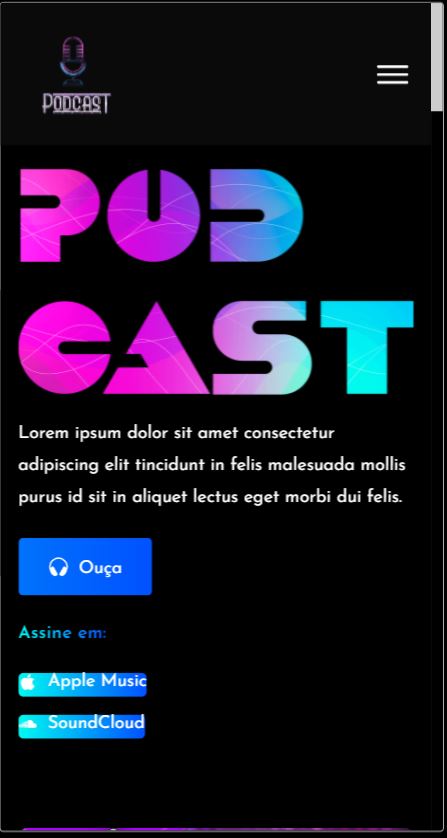 PODCAST
POD
CAST
Lorem ipsum dolor sit amet consectetur
adipiscing elit tincidunt in felis malesuada mollis
purus id sit in aliquet lectus eget morbi dui felis.
Ouça
Assine em:
Apple Music
SoundCloud